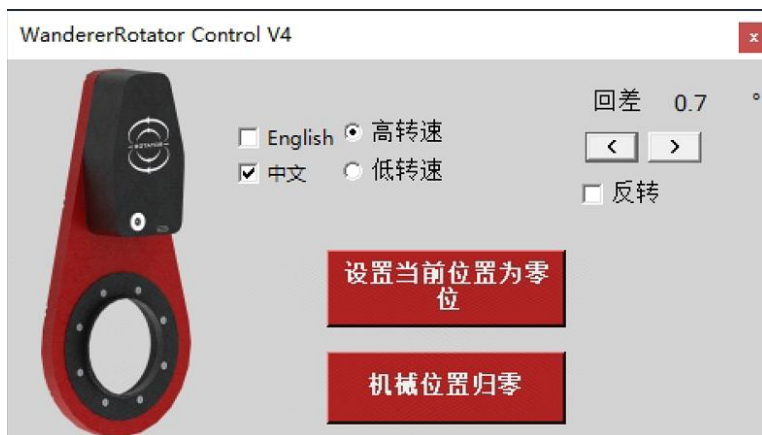 WandererRotator Control V4
x
回差 0.7 °
English
高转速
中文
低转速
< >
反转
设置当前位置为零
位
机械位置归零